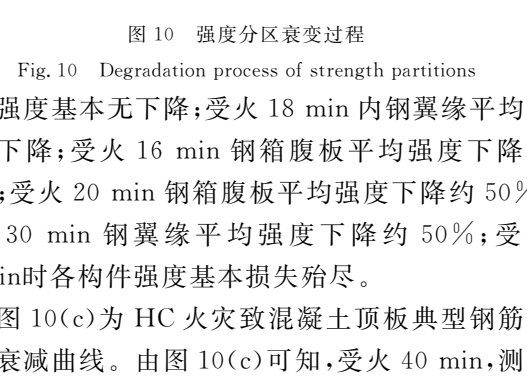 图 10 强度分区衰变过程
Fig. 10 Degradation process of strength partitions
强度基本无下降;受火 18 min 内钢翼缘平均
下降;受火 16 min 钢箱腹板平均强度下降
;受火 20 min 钢箱腹板平均强度下降约 50%
30 min 钢翼缘平均强度下降约 50%;受
in时各构件强度基本损失殆尽。
图 10(c)为 HC 火灾致混凝土顶板典型钢筋
衰减曲线。由图 10(c)可知,受火 40 min,测